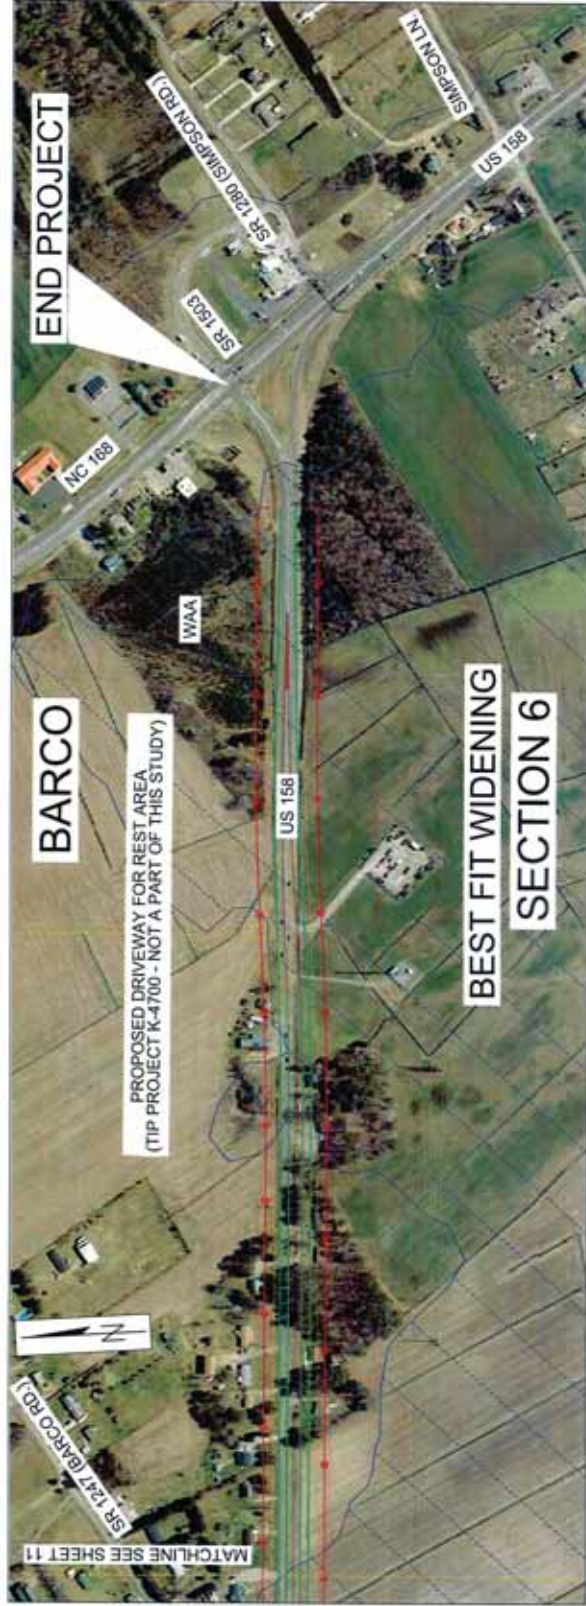 BARCO
END PROJECT
NC 168
SR 1503
SR 1280 (SIMPSON RD.)
SIMPSON LN.
US 158
WAA
PROPOSED DRIVEWAY FOR REST AREA
(TIP PROJECT K-4700 - NOT A PART OF THIS STUDY)
US 158
N
SR 1247 (BARCO RD.)
MATCHLINE SEE SHEET 11
BEST FIT WIDENING
SECTION 6